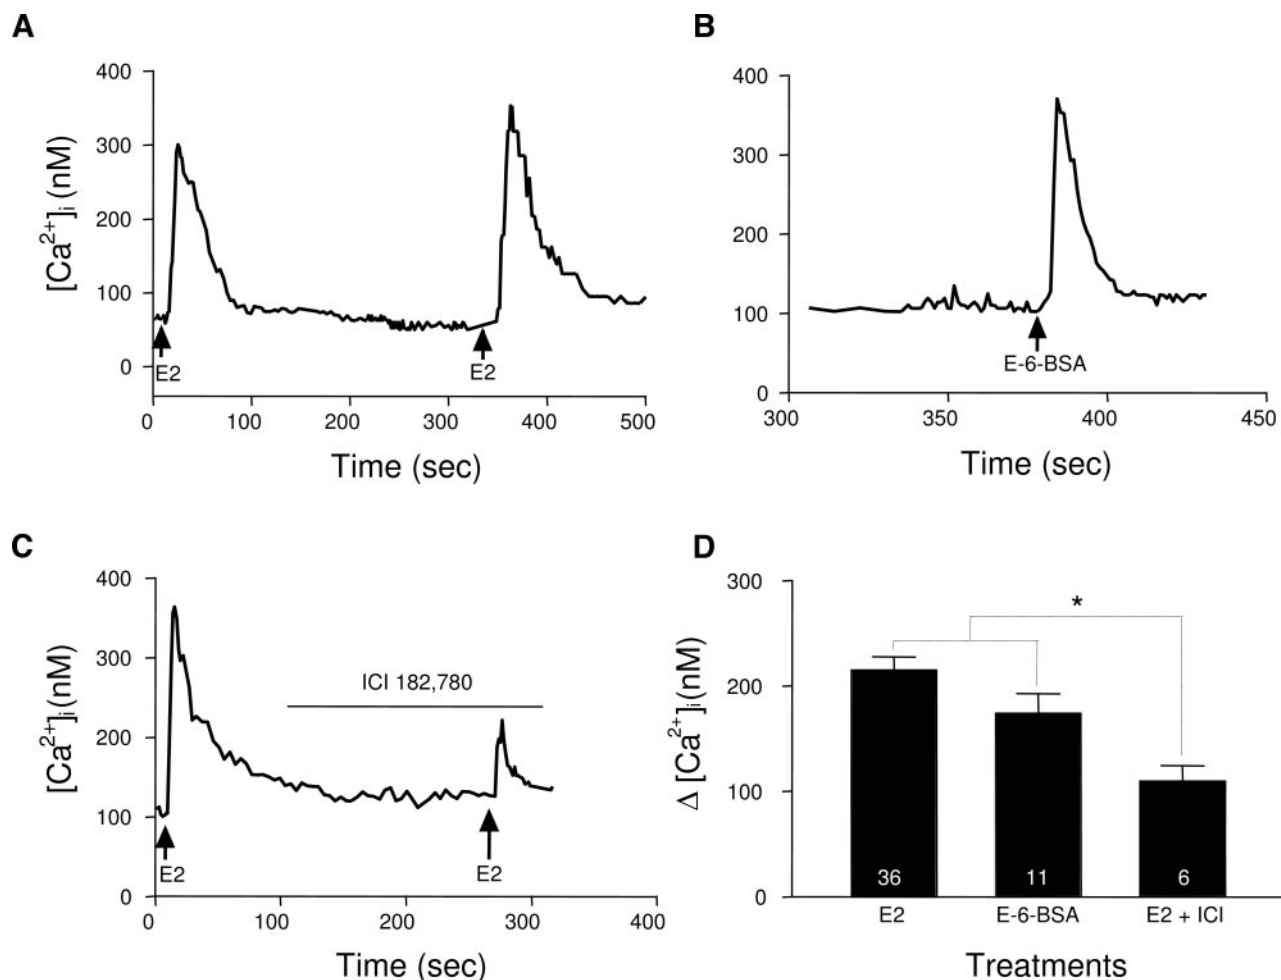 A
400
300
200
100
0
[Ca²⁺]ᵢ (nM)
E2
E2
0 100 200 300 400 500
Time (sec)
B
400
300
200
100
0
E-6-BSA
300 350 400 450
Time (sec)
C
400
300
200
100
0
[Ca²⁺]ᵢ (nM)
ICI 182,780
E2
E2
0 100 200 300 400
Time (sec)
D
300
200
100
0
Δ [Ca²⁺]ᵢ (nM)
*
36 11 6
E2 E-6-BSA E2 + ICI
Treatments